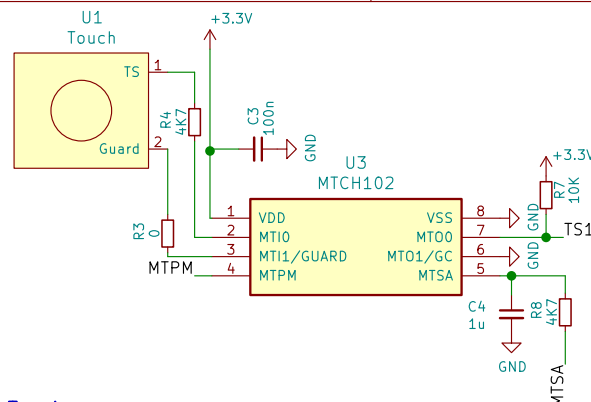 U1
Touch
TS
1
Guard
2
+3.3V
R4
4K7
C3
100n
GND
R3
0
U3
MTCH102
1
VDD
2
MTI0
3
MTI1/GUARD
4
MTPM
MTPM
VSS
8
GND
MTO0
7
MTO1/GC
6
GND
MTSA
5
+3.3V
R7
10K
TS1
C4
1u
GND
R8
4K7
MTSA